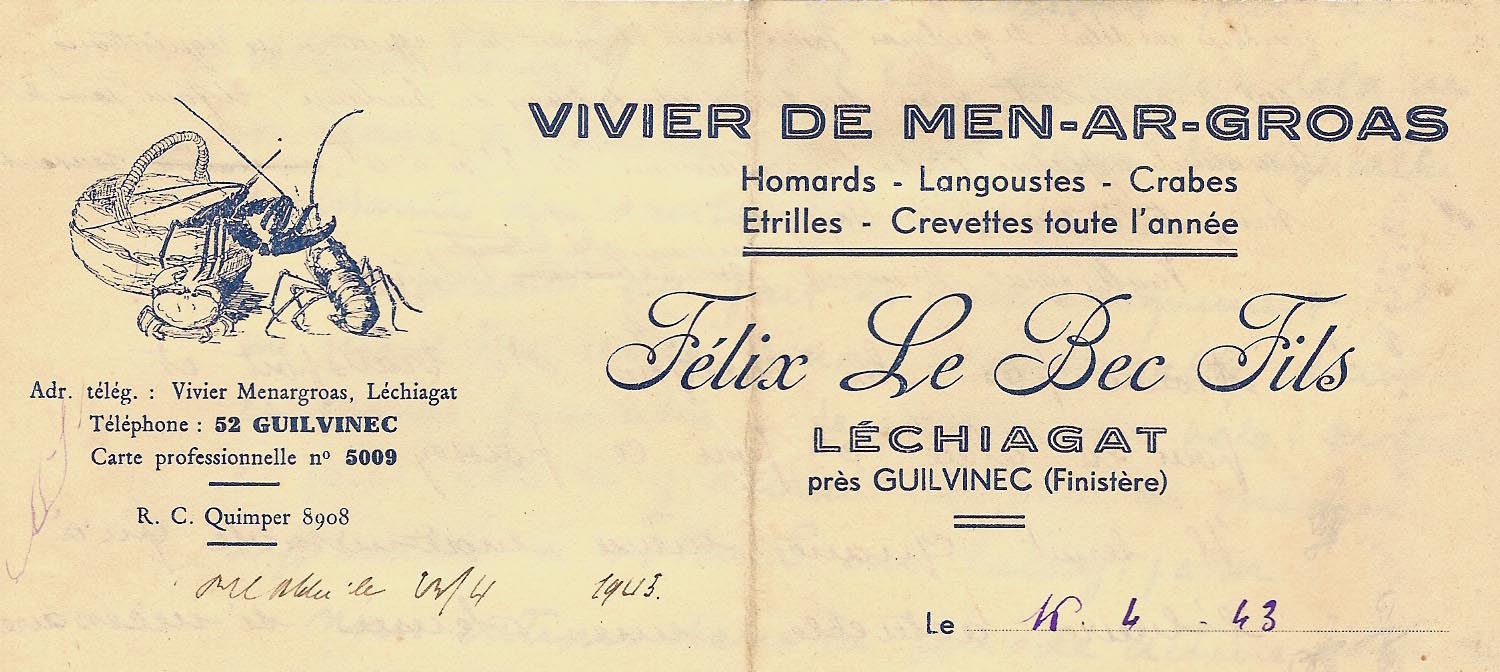 VIVIER DE MEN-AR-GROAS
Homards - Langoustes - Crabes
Etrilles - Crevettes toute l'année
Félix Le Bec Fils
LÉCHIAGAT
près GUILVINEC (Finistère)
Adr. télég. : Vivier Menargroas, Léchiagat
Téléphone : 52 GUILVINEC
Carte professionnelle nº 5009
R. C. Quimper 8908
1943.
Le 4 - 43